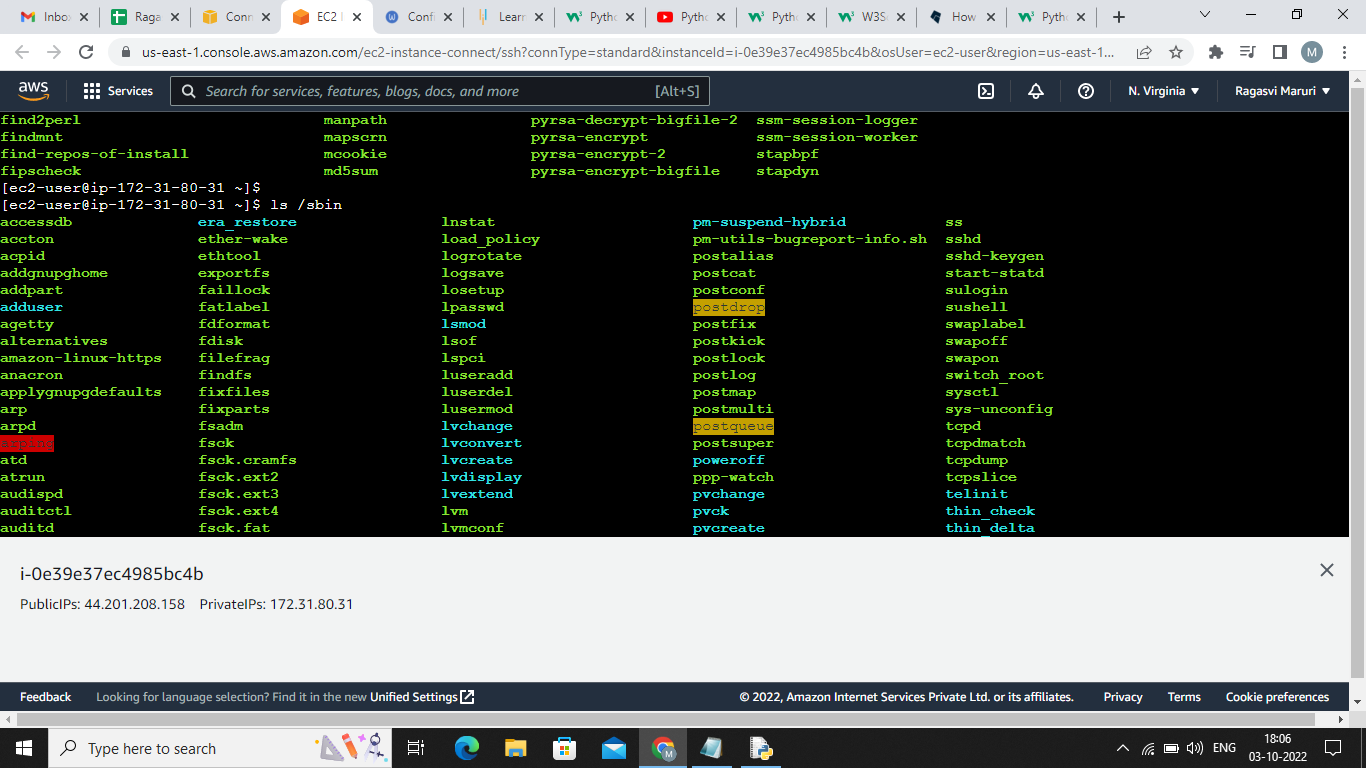 Inbo
Raga
Conn
EC2 I
Confi
Learn
Pytho
Pytho
Pytho
W3Sc
How
Pytho
us-east-1.console.aws.amazon.com/ec2-instance-connect/ssh?connType=standard&instanceId=i-0e39e37ec4985bc4b&osUser=ec2-user&region=us-east-1...
M
aws
Services
Search for services, features, blogs, docs, and more [Alt+S]
N. Virginia
Ragasvi Maruri
find2perl manpath pyrsa-decrypt-bigfile-2 ssm-session-logger
findmnt mapscrn pyrsa-encrypt ssm-session-worker
find-repos-of-install mcookie pyrsa-encrypt-2 stapbpf
fipscheck md5sum pyrsa-encrypt-bigfile stapdyn
[ec2-user@ip-172-31-80-31 ~]$
[ec2-user@ip-172-31-80-31 ~]$ ls /sbin
accessdb era_restore lnstat pm-suspend-hybrid ss
accton ether-wake load_policy pm-utils-bugreport-info.sh sshd
acpid ethtool logrotate postalias sshd-keygen
addgnupghome exportfs logsave postcat start-statd
addpart faillock losetup postconf sulogin
adduser fatlabel lpasswd postdrop sushell
agetty fdformat lsmod postfix swaplabel
alternatives fdisk lsof postkick swapoff
amazon-linux-https filefrag lspci postlock swapon
anacron findfs luseradd postlog switch_root
applygnupgdefaults fixfiles luserdel postmap sysctl
arp fixparts lusermod postmulti sys-unconfig
arpd fsadm lvchange postqueue tcpd
arping fsck lvconvert postsuper tcpdmatch
atd fsck.cramfs lvcreate poweroff tcpdump
atrun fsck.ext2 lvdisplay ppp-watch tcpslice
audispd fsck.ext3 lvextend pvchange telinit
auditctl fsck.ext4 lvm pvck thin_check
auditd fsck.fat lvmconf pvcreate thin_delta
i-0e39e37ec4985bc4b
PublicIPs: 44.201.208.158 PrivateIPs: 172.31.80.31
Feedback Looking for language selection? Find it in the new Unified Settings © 2022, Amazon Internet Services Private Ltd. or its affiliates. Privacy Terms Cookie preferences
Type here to search
M
ENG
18:06
03-10-2022